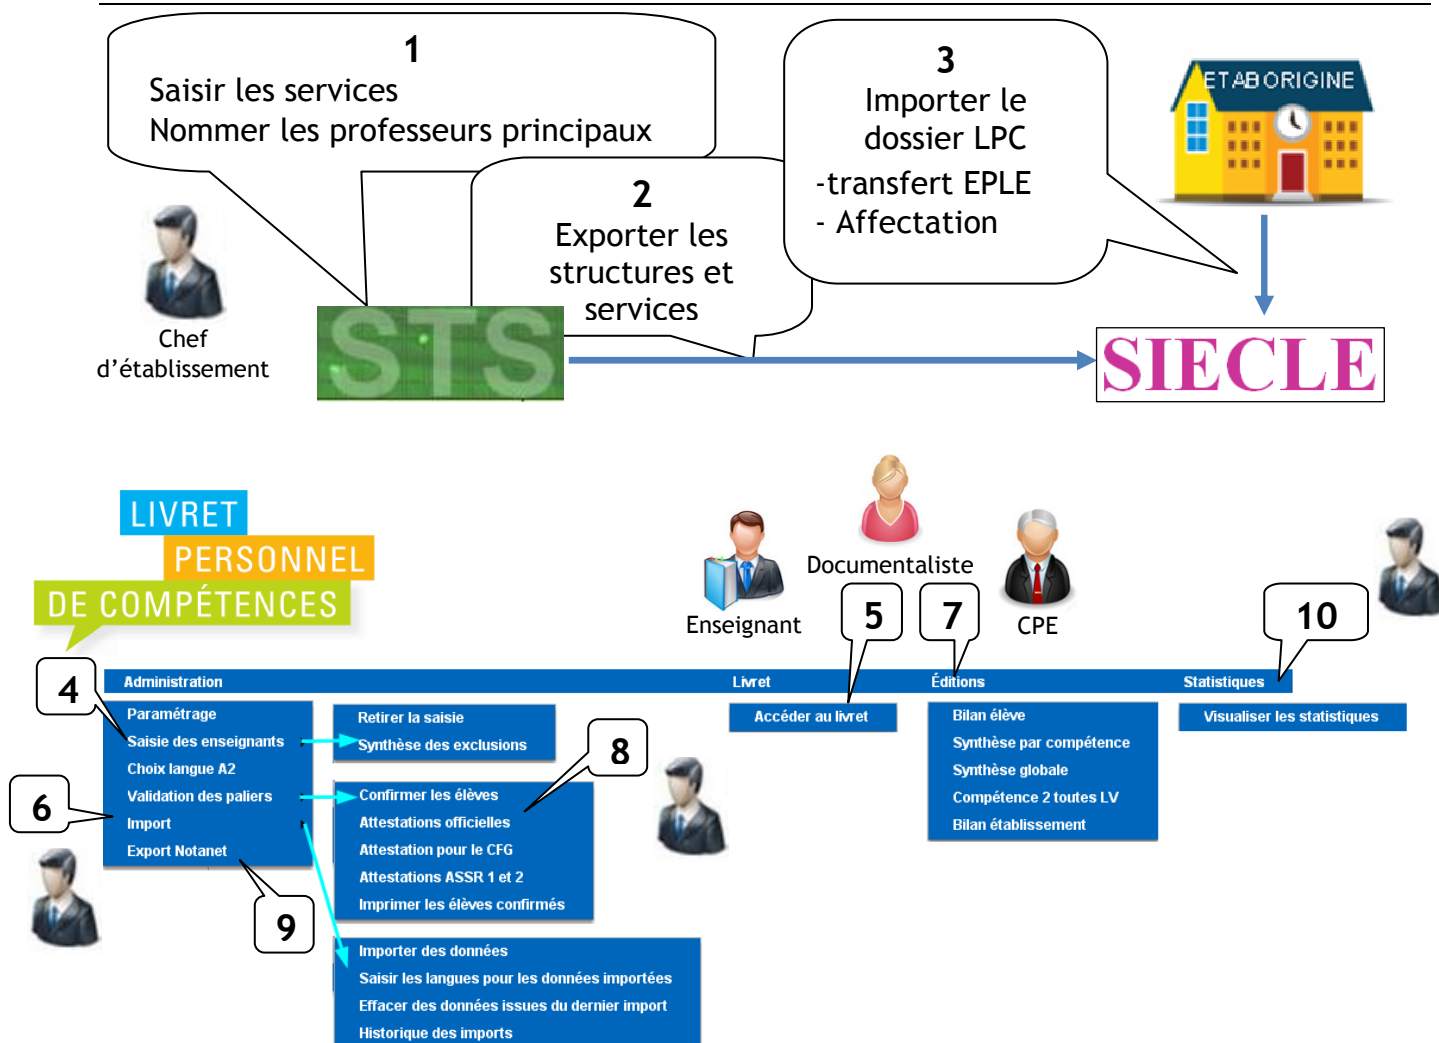 1
Saisir les services
Nommer les professeurs principaux
2
Exporter les
structures et
services
3
Importer le
dossier LPC
-transfert EPLE
- Affectation
ETAB ORIGINE
Chef
d'établissement
STS
SIECLE
LIVRET
PERSONNEL
DE COMPÉTENCES
Enseignant
Documentaliste
CPE
5
7
10
4
Administration
Livret
Éditions
Statistiques
Paramétrage
Saisie des enseignants
Choix langue A2
Validation des paliers
Import
Export Notanet
6
9
Retirer la saisie
Synthèse des exclusions
8
Confirmer les élèves
Attestations officielles
Attestation pour le CFG
Attestations ASSR 1 et 2
Imprimer les élèves confirmés
Importer des données
Saisir les langues pour les données importées
Effacer des données issues du dernier import
Historique des imports
Accéder au livret
Bilan élève
Synthèse par compétence
Synthèse globale
Compétence 2 toutes LV
Bilan établissement
Visualiser les statistiques